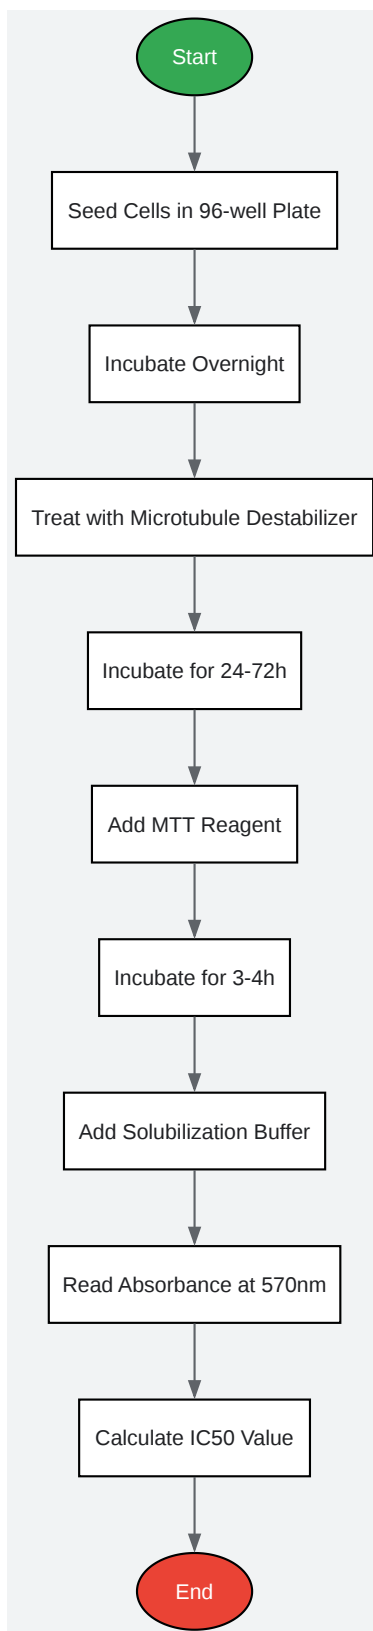 Start
Seed Cells in 96-well Plate
Incubate Overnight
Treat with Microtubule Destabilizer
Incubate for 24-72h
Add MTT Reagent
Incubate for 3-4h
Add Solubilization Buffer
Read Absorbance at 570nm
Calculate IC50 Value
End